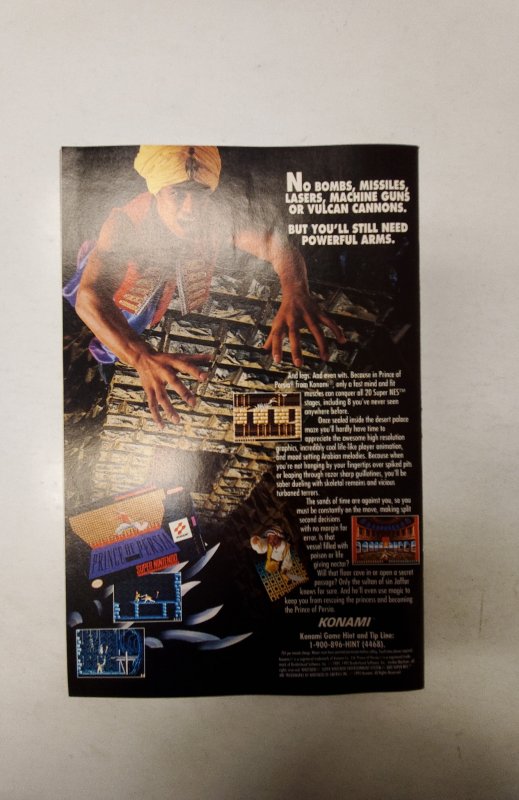 NO BOMBS, MISSILES,
LASERS, MACHINE GUNS
OR VULCAN CANNONS.
BUT YOU'LL STILL NEED
POWERFUL ARMS.
And legs. And even wits. Because in Prince of
Persia® from Konami®, only a fast mind and fit
muscles can conquer all 20 Super NES™
stages, including 8 you've never seen
anywhere before.
Once sealed inside the desert palace
maze you'll hardly have time to
appreciate the awesome high resolution
graphics, incredibly cool life-like player animation,
and mood setting Arabian melodies. Because when
you're not hanging by your fingertips over spiked pits
or leaping through razor sharp guillotines, you'll be
saber dueling with skeletal remains and vicious
turbaned terrors.
The sands of time are against you, so you
must be constantly on the move, making split
second decisions
with no margin for
error. Is that
vessel filled with
poison or life
giving nectar?
Will that floor cave in or open a secret
passage? Only the sultan of sin Jaffar
knows for sure. And he'll even use magic to
keep you from rescuing the princess and becoming
the Prince of Persia.
PRINCE OF PERSIA
KONAMI
SUPER NINTENDO
KONAMI
Konami Game Hint and Tip Line:
1-900-896-HINT (4468).